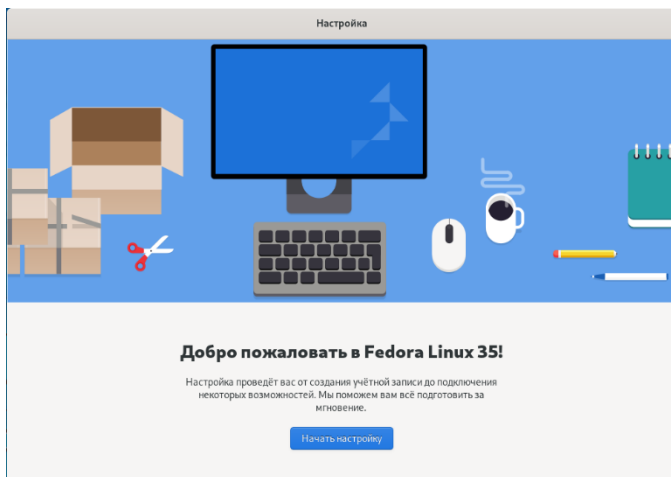 Настройка
Добро пожаловать в Fedora Linux 35!
Настройка проведёт вас от создания учётной записи до подключения
некоторых возможностей. Мы поможем вам всё подготовить за
мгновение.
Начать настройку